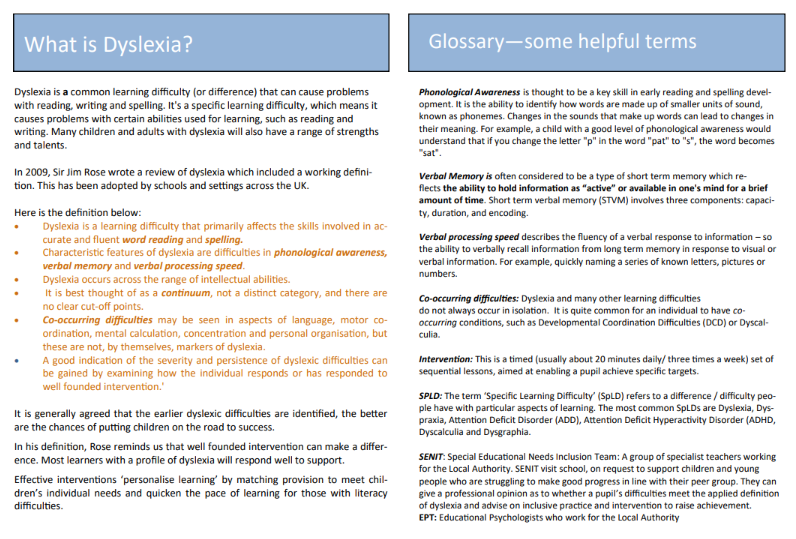 What is Dyslexia?
Dyslexia is a common learning difficulty (or difference) that can cause problems
with reading, writing and spelling. It's a specific learning difficulty, which means it
causes problems with certain abilities used for learning, such as reading and
writing. Many children and adults with dyslexia will also have a range of strengths
and talents.
In 2009, Sir Jim Rose wrote a review of dyslexia which included a working defini-
tion. This has been adopted by schools and settings across the UK.
Here is the definition below:
• Dyslexia is a learning difficulty that primarily affects the skills involved in ac-
curate and fluent word reading and spelling.
• Characteristic features of dyslexia are difficulties in phonological awareness,
verbal memory and verbal processing speed.
• Dyslexia occurs across the range of intellectual abilities.
• It is best thought of as a continuum, not a distinct category, and there are
no clear cut-off points.
• Co-occurring difficulties may be seen in aspects of language, motor co-
ordination, mental calculation, concentration and personal organisation, but
these are not, by themselves, markers of dyslexia.
• A good indication of the severity and persistence of dyslexic difficulties can
be gained by examining how the individual responds or has responded to
well founded intervention.'
It is generally agreed that the earlier dyslexic difficulties are identified, the better
are the chances of putting children on the road to success.
In his definition, Rose reminds us that well founded intervention can make a differ-
ence. Most learners with a profile of dyslexia will respond well to support.
Effective interventions ‘personalise learning’ by matching provision to meet chil-
dren’s individual needs and quicken the pace of learning for those with literacy
difficulties.
Glossary—some helpful terms
Phonological Awareness is thought to be a key skill in early reading and spelling devel-
opment. It is the ability to identify how words are made up of smaller units of sound,
known as phonemes. Changes in the sounds that make up words can lead to changes in
their meaning. For example, a child with a good level of phonological awareness would
understand that if you change the letter "p" in the word "pat" to "s", the word becomes
"sat".
Verbal Memory is often considered to be a type of short term memory which re-
flects the ability to hold information as “active” or available in one's mind for a brief
amount of time. Short term verbal memory (STVM) involves three components: capaci-
ty, duration, and encoding.
Verbal processing speed describes the fluency of a verbal response to information – so
the ability to verbally recall information from long term memory in response to visual or
verbal information. For example, quickly naming a series of known letters, pictures or
numbers.
Co-occurring difficulties: Dyslexia and many other learning difficulties
do not always occur in isolation. It is quite common for an individual to have co-
occurring conditions, such as Developmental Coordination Difficulties (DCD) or Dyscal-
culia.
Intervention: This is a timed (usually about 20 minutes daily/ three times a week) set of
sequential lessons, aimed at enabling a pupil achieve specific targets.
SPLD: The term ‘Specific Learning Difficulty’ (SpLD) refers to a difference / difficulty peo-
ple have with particular aspects of learning. The most common SpLDs are Dyslexia, Dys-
praxia, Attention Deficit Disorder (ADD), Attention Deficit Hyperactivity Disorder (ADHD,
Dyscalculia and Dysgraphia.
SENIT: Special Educational Needs Inclusion Team: A group of specialist teachers working
for the Local Authority. SENIT visit school, on request to support children and young
people who are struggling to make good progress in line with their peer group. They can
give a professional opinion as to whether a pupil’s difficulties meet the applied definition
of dyslexia and advise on inclusive practice and intervention to raise achievement.
EPT: Educational Psychologists who work for the Local Authority